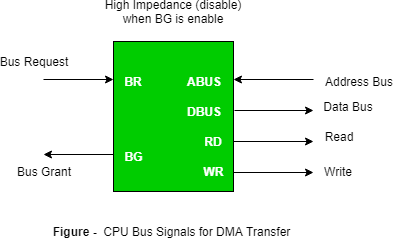 High Impedance (disable)
when BG is enable
Bus Request
BR
ABUS
Address Bus
DBUS
Data Bus
RD
Read
BG
Bus Grant
WR
Write
Figure - CPU Bus Signals for DMA Transfer